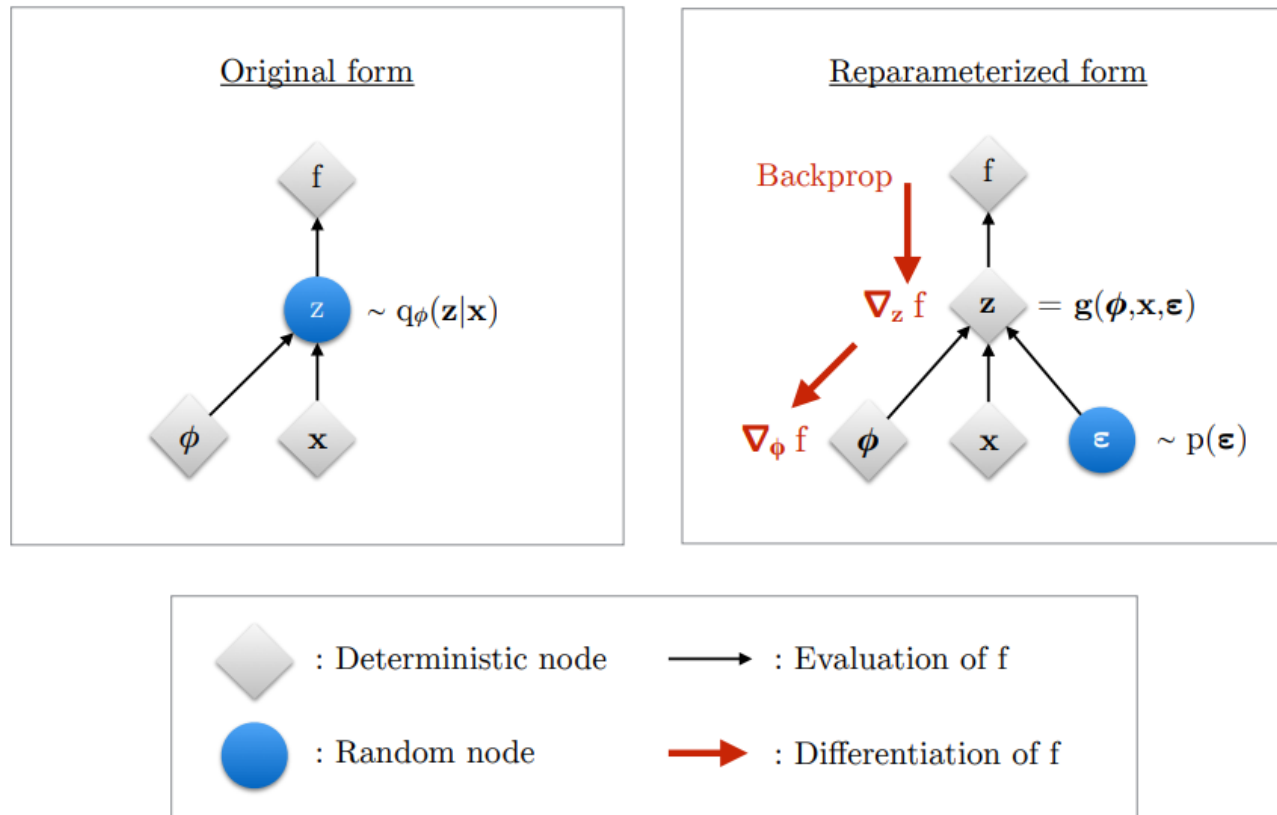 Original form
f
z ~ qϕ(z|x)
ϕ x
Reparameterized form
Backprop f
∇z f z = g(ϕ,x,ε)
∇ϕ f ϕ x ε ~ p(ε)
: Deterministic node : Evaluation of f
: Random node : Differentiation of f